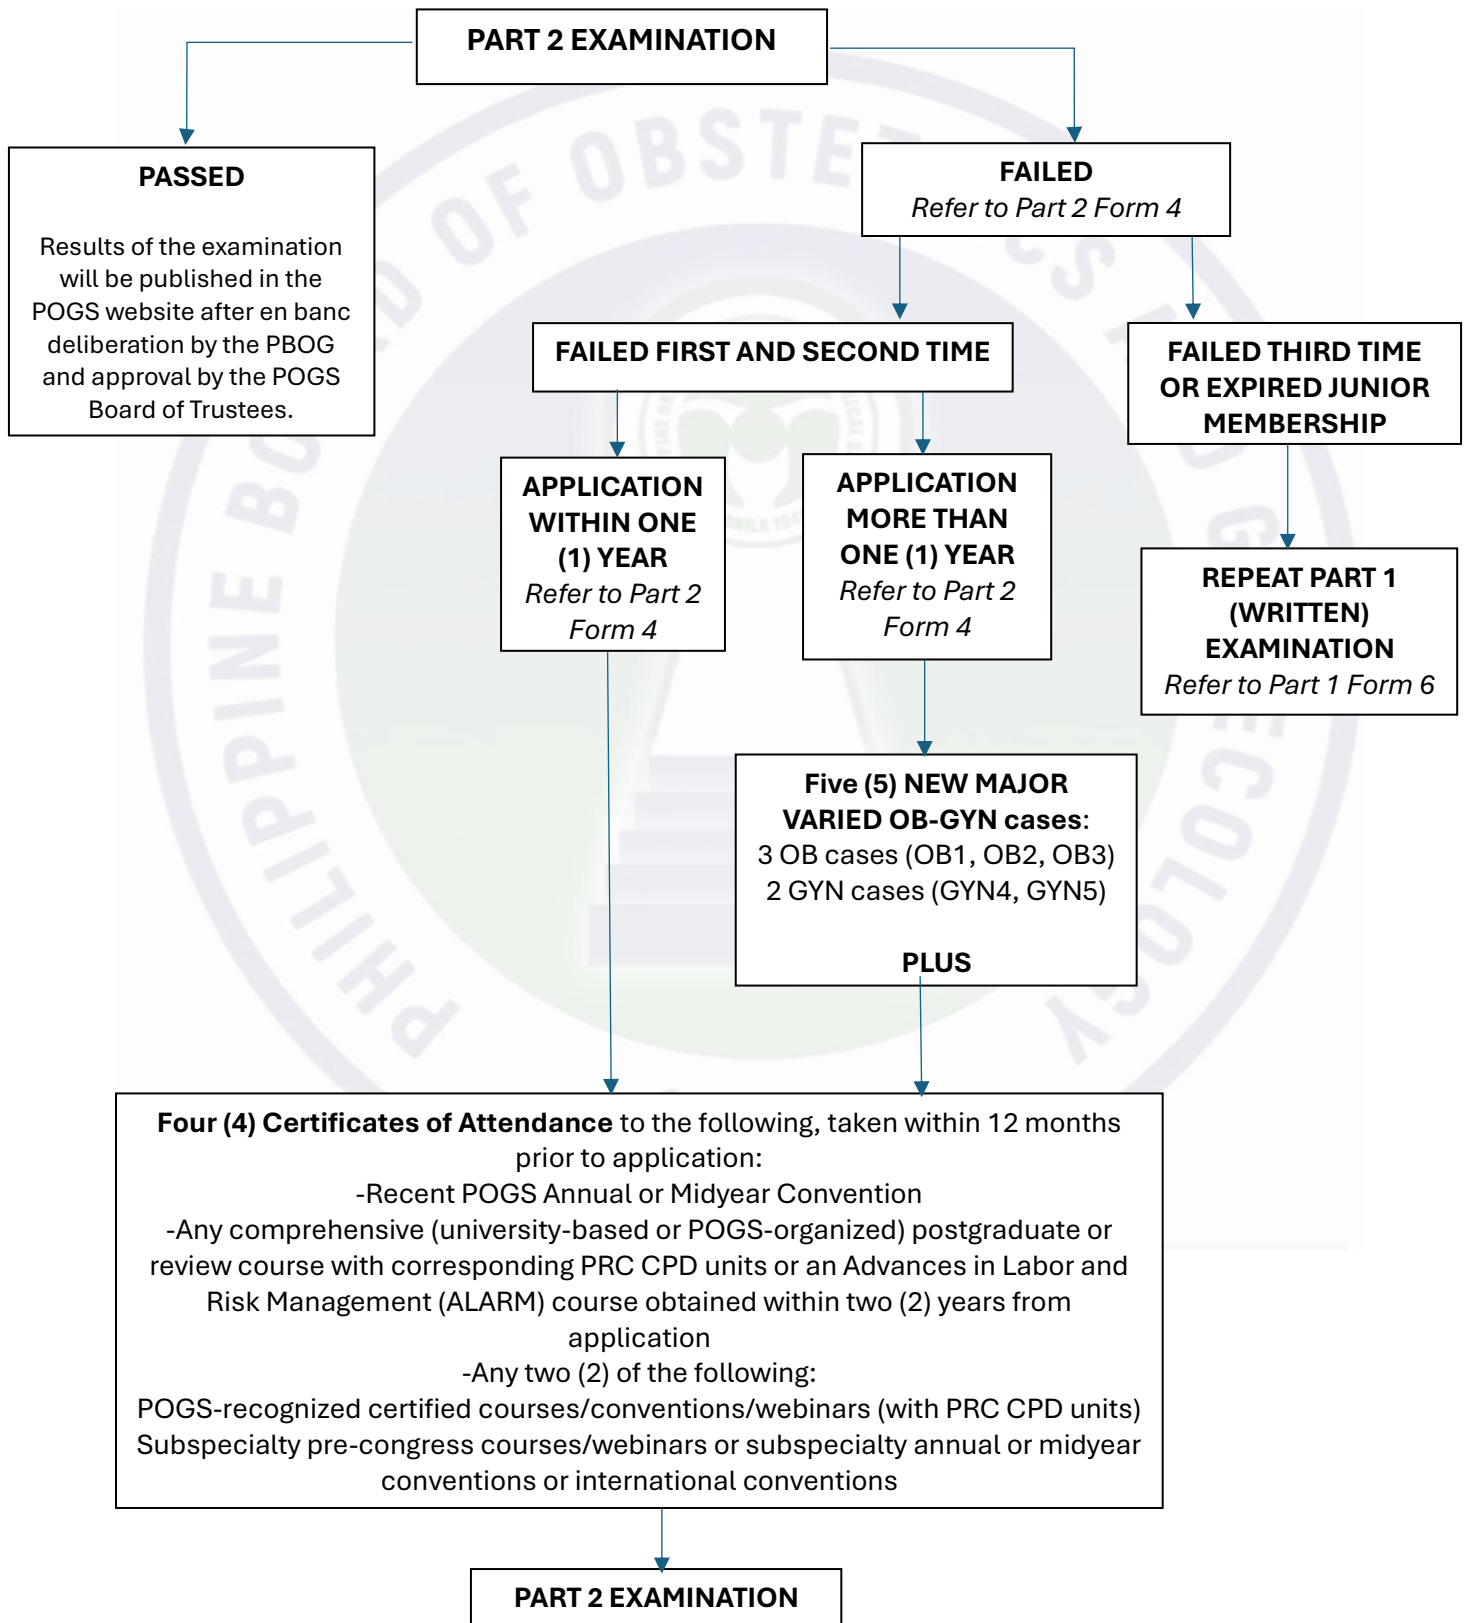 PART 2 EXAMINATION
PASSED
Results of the examination
will be published in the
POGS website after en banc
deliberation by the PBOG
and approval by the POGS
Board of Trustees.
FAILED
Refer to Part 2 Form 4
FAILED FIRST AND SECOND TIME
FAILED THIRD TIME
OR EXPIRED JUNIOR
MEMBERSHIP
APPLICATION
WITHIN ONE
(1) YEAR
Refer to Part 2
Form 4
APPLICATION
MORE THAN
ONE (1) YEAR
Refer to Part 2
Form 4
REPEAT PART 1
(WRITTEN)
EXAMINATION
Refer to Part 1 Form 6
Five (5) NEW MAJOR
VARIED OB-GYN cases:
3 OB cases (OB1, OB2, OB3)
2 GYN cases (GYN4, GYN5)
PLUS
Four (4) Certificates of Attendance to the following, taken within 12 months
prior to application:
-Recent POGS Annual or Midyear Convention
-Any comprehensive (university-based or POGS-organized) postgraduate or
review course with corresponding PRC CPD units or an Advances in Labor and
Risk Management (ALARM) course obtained within two (2) years from
application
-Any two (2) of the following:
POGS-recognized certified courses/conventions/webinars (with PRC CPD units)
Subspecialty pre-congress courses/webinars or subspecialty annual or midyear
conventions or international conventions
PART 2 EXAMINATION
PHILIPPINE BOARD OF OBSTETRICS AND GYNECOLOGY